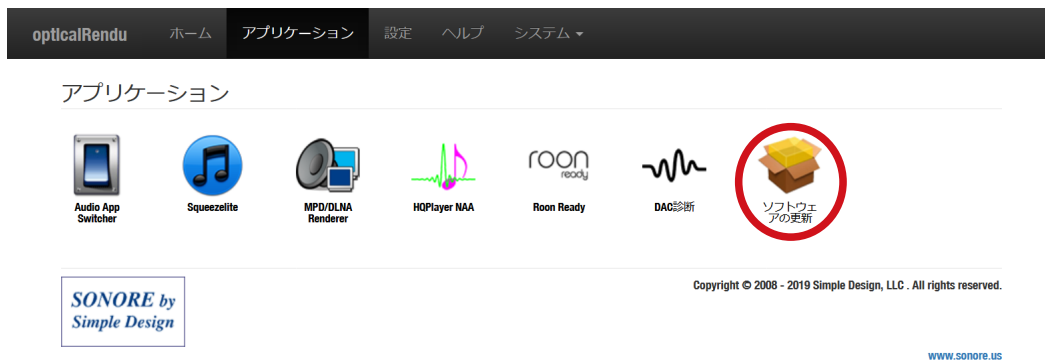 opticalRendu ホーム アプリケーション 設定 ヘルプ システム
アプリケーション
Audio App
Switcher
Squeezelite
MPD/DLNA
Renderer
HQPlayer NAA
roon
ready
Roon Ready
DAC診断
ソフトウェ
アの更新
SONORE by
Simple Design
Copyright © 2008 - 2019 Simple Design, LLC . All rights reserved.
www.sonore.us